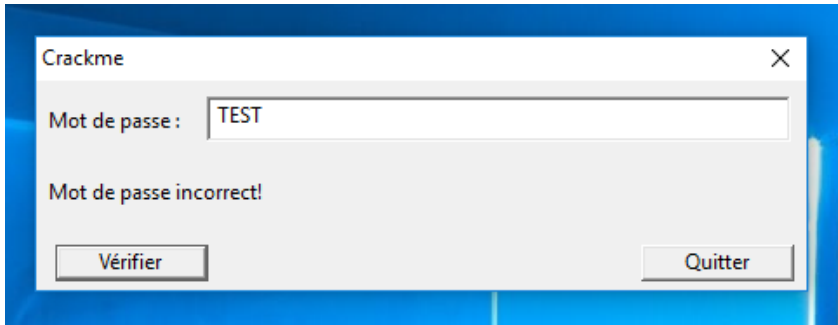 Crackme
Mot de passe : TEST
Mot de passe incorrect!
Vérifier Quitter